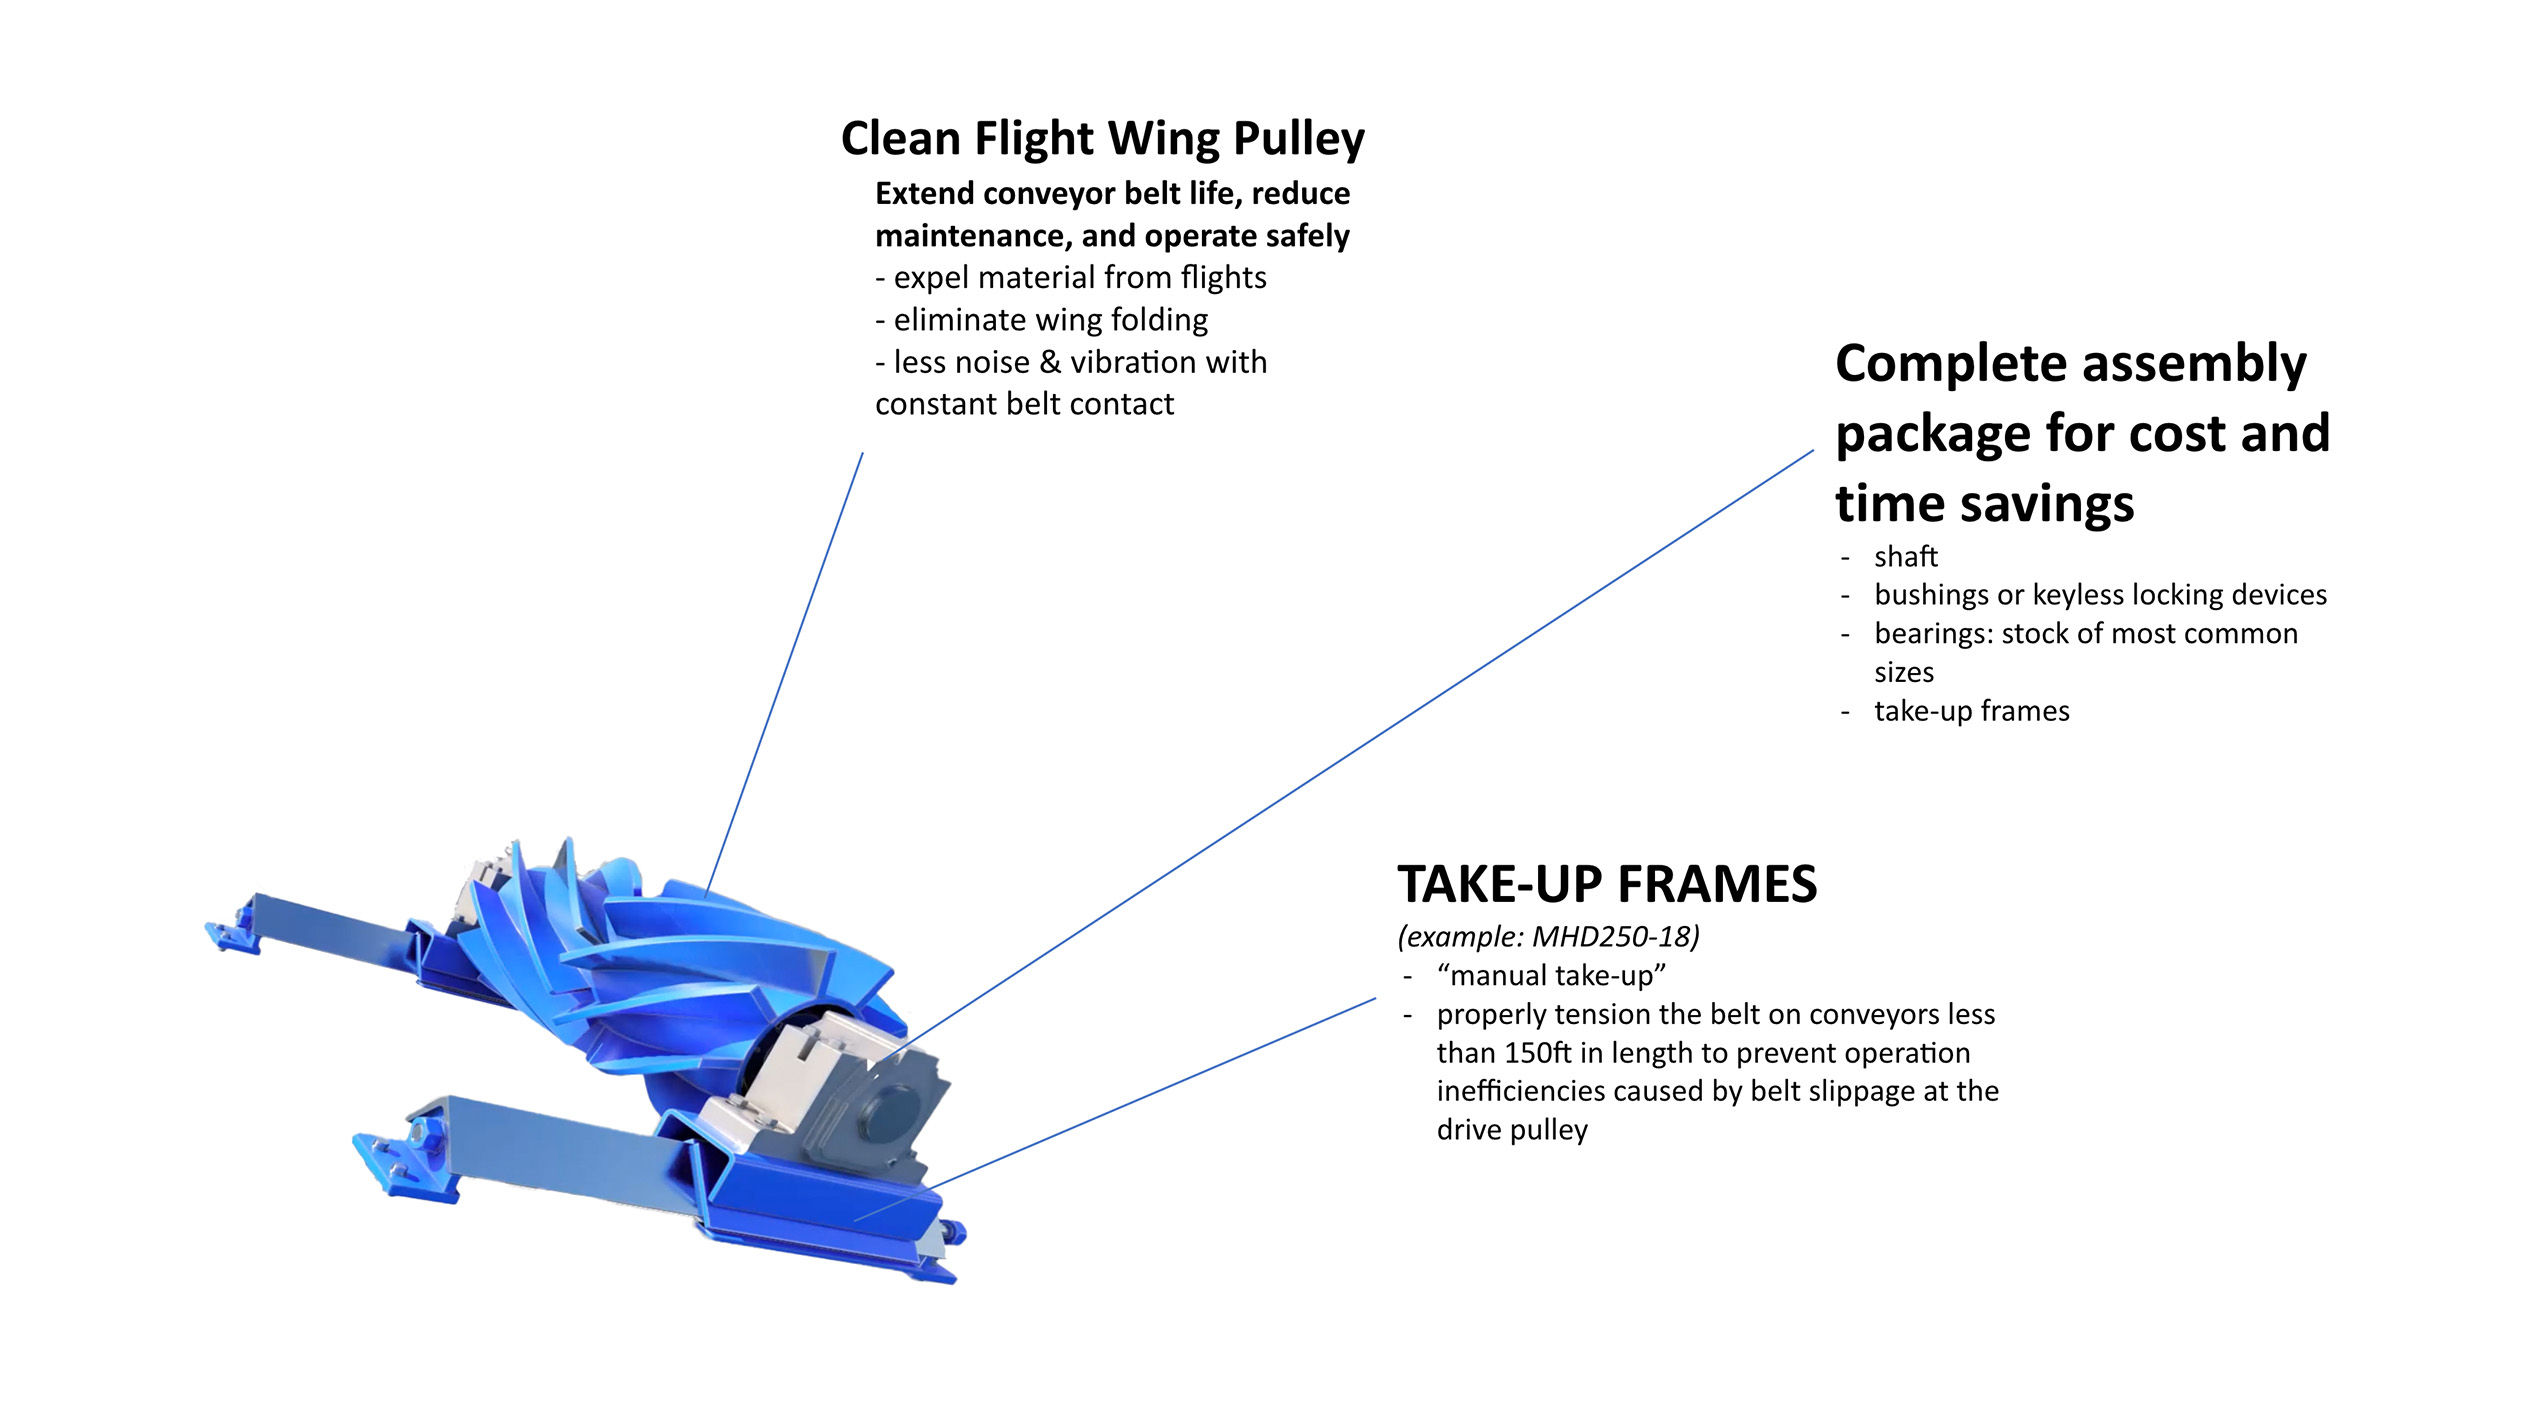 Clean Flight Wing Pulley
Extend conveyor belt life, reduce
maintenance, and operate safely
- expel material from flights
- eliminate wing folding
- less noise & vibration with
constant belt contact
Complete assembly
package for cost and
time savings
- shaft
- bushings or keyless locking devices
- bearings: stock of most common
sizes
- take-up frames
TAKE-UP FRAMES
(example: MHD250-18)
- “manual take-up”
- properly tension the belt on conveyors less
than 150ft in length to prevent operation
inefficiencies caused by belt slippage at the
drive pulley